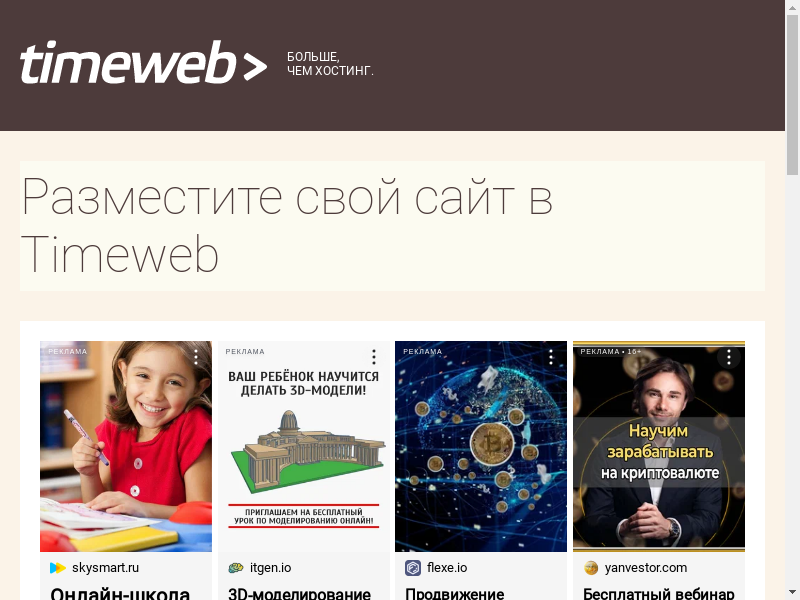 timeweb>
БОЛЬШЕ,
ЧЕМ ХОСТИНГ.
Разместите свой сайт в
Timeweb
РЕКЛАМА
skysmart.ru
Онлайн-школа
РЕКЛАМА
ВАШ РЕБЁНОК НАУЧИТСЯ
ДЕЛАТЬ 3D-МОДЕЛИ!
ПРИГЛАШАЕМ НА БЕСПЛАТНЫЙ
УРОК ПО МОДЕЛИРОВАНИЮ ОНЛАЙН!
itgen.io
3D-моделирование
РЕКЛАМА
flexe.io
Продвижение
РЕКЛАМА • 16+
Научим
зарабатывать
на криптовалюте
yanvestor.com
Бесплатный вебинар